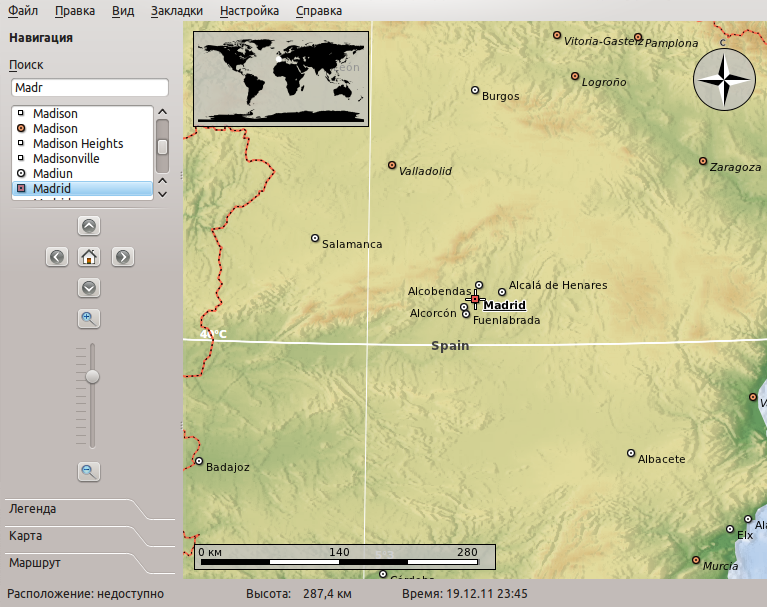 Файл Правка Вид Закладки Настройка Справка
Навигация
Поиск
Madr
Madison
Madison
Madison Heights
Madisonville
Madiun
Madrid
Легенда
Карта
Маршрут
Vitoria-Gasteiz
Pamplona
С
Logroño
Burgos
Valladolid
Zaragoza
Salamanca
Alcalá de Henares
Alcobendas
Madrid
Alcorcón
Fuenlabrada
Spain
Albacete
Badajoz
Elx
Murcia
0 км 140 280
Расположение: недоступно Высота: 287,4 км Время: 19.12.11 23:45